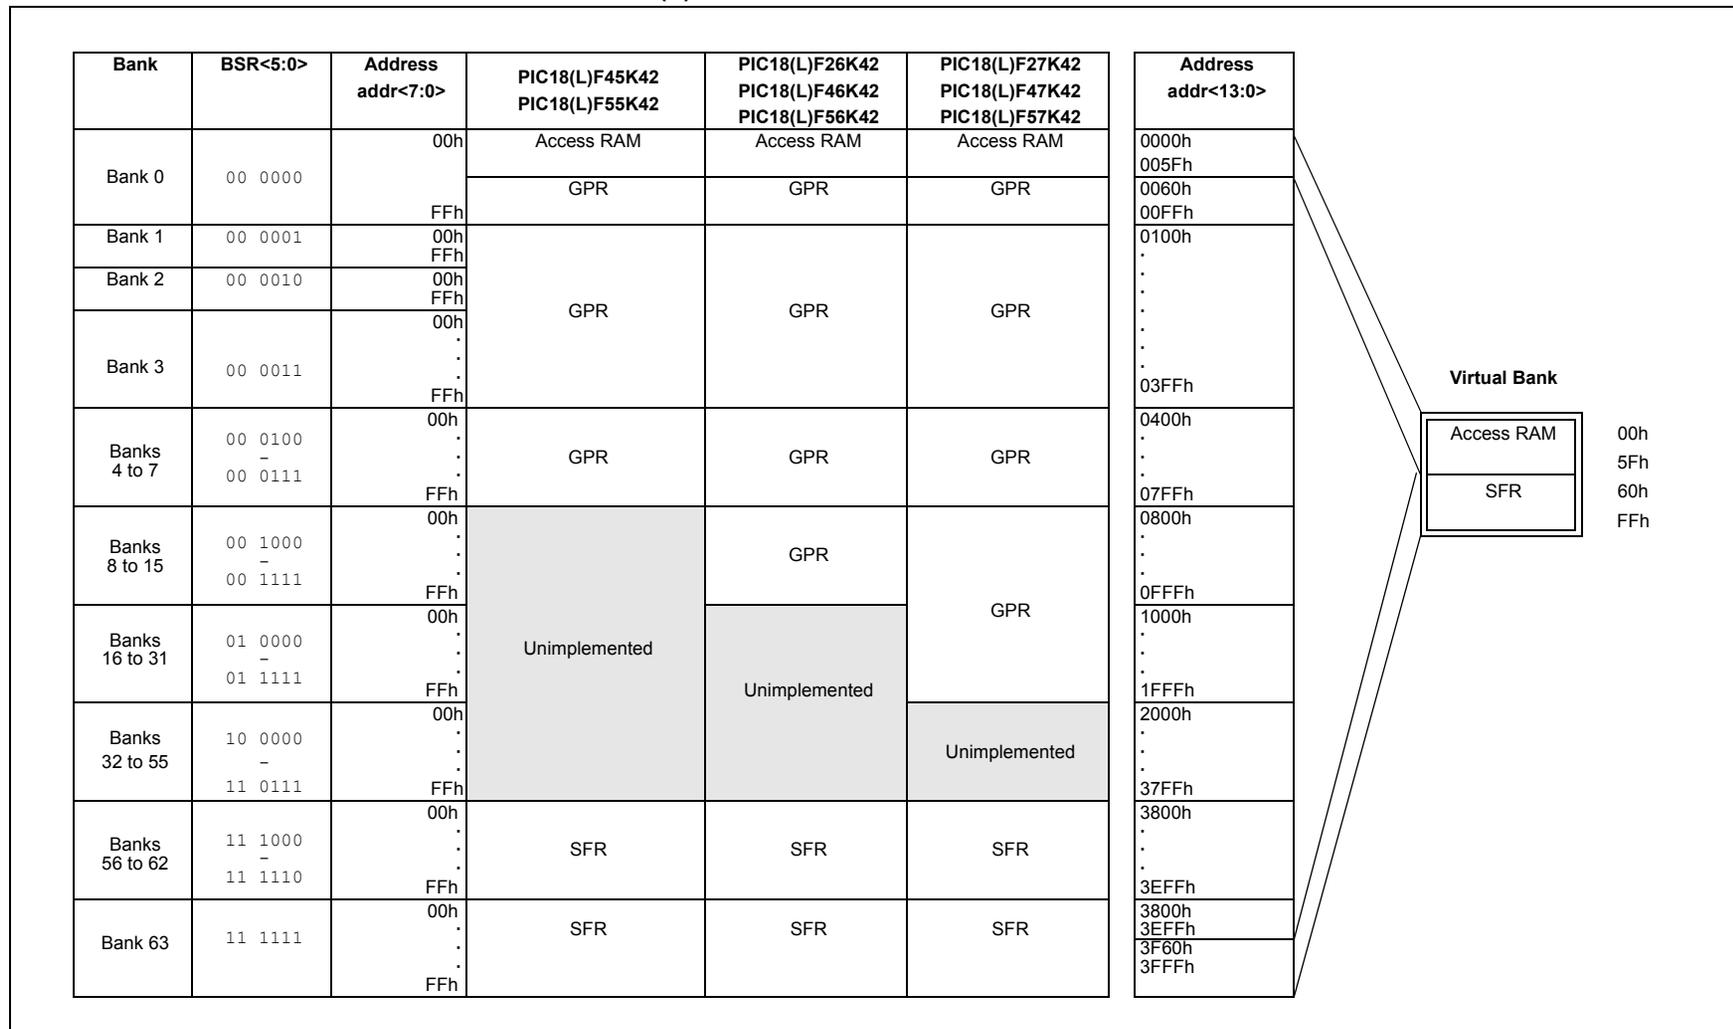 Bank BSR<5:0> Address addr<7:0> PIC18(L)F45K42 PIC18(L)F55K42 PIC18(L)F26K42 PIC18(L)F46K42 PIC18(L)F56K42 PIC18(L)F27K42 PIC18(L)F47K42 PIC18(L)F57K42 Address addr<13:0>
Bank 0 00 0000 00h Access RAM Access RAM Access RAM 0000h
005Fh
GPR GPR GPR 0060h
FFh 00FFh
Bank 1 00 0001 00h 0100h
FFh .
Bank 2 00 0010 00h .
FFh .
GPR GPR GPR .
00h .
. .
Bank 3 00 0011 . .
.
FFh 03FFh
Banks 4 to 7 00 0100 – 00 0111 00h 0400h
. .
. GPR GPR GPR .
. .
FFh 07FFh
Banks 8 to 15 00 1000 – 00 1111 00h 0800h
. .
. GPR .
. .
FFh 0FFFh
GPR
Banks 16 to 31 01 0000 – 01 1111 00h 1000h
. .
. Unimplemented .
. .
FFh Unimplemented 1FFFh
Banks 32 to 55 10 0000 – 11 0111 00h 2000h
. .
. Unimplemented .
. .
FFh 37FFh
Banks 56 to 62 11 1000 – 11 1110 00h 3800h
. .
. SFR SFR SFR .
. .
FFh 3EFFh
Bank 63 11 1111 00h 3800h
. SFR SFR SFR 3EFFh
. 3F60h
. 3FFFh
FFh
Virtual Bank
Access RAM 00h
5Fh
SFR 60h
FFh